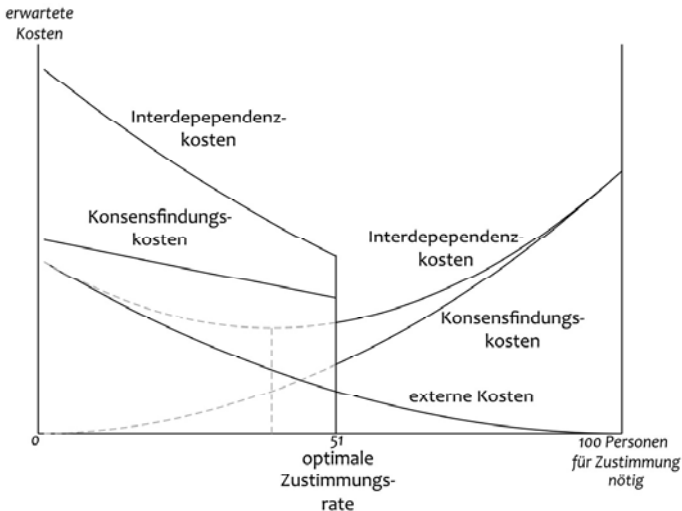 erwartete
Kosten
Interdepependenz-
kosten
Konsensfindungs-
kosten
Interdepependenz-
kosten
Konsensfindungs-
kosten
externe Kosten
0
51
100 Personen
für Zustimmung
nötig
optimale
Zustimmungs-
rate